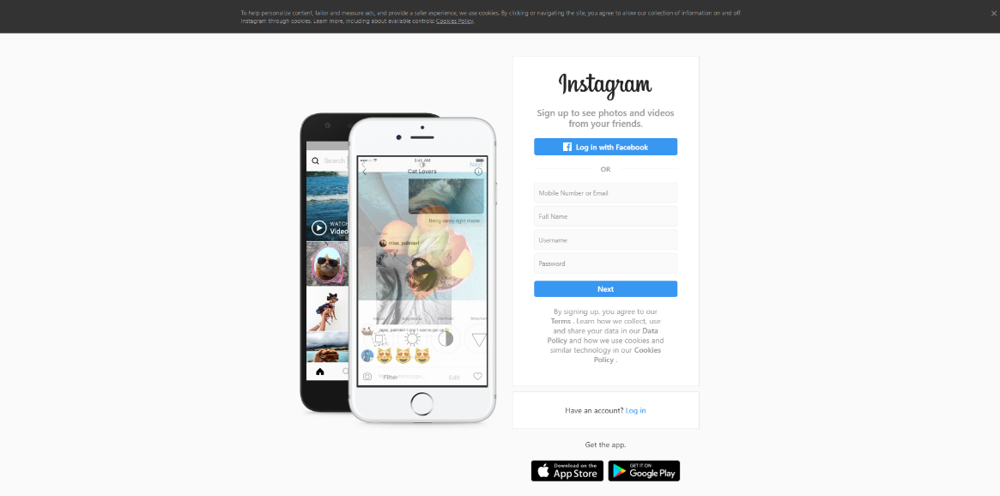 To help personalize content, tailor and measure ads, and provide a safer experience, we use cookies. By clicking or navigating the site, you agree to allow our collection of information on and off
Instagram through cookies. Learn more, including about available controls: Cookies Policy.
Instagram
Sign up to see photos and videos
from your friends.
Log in with Facebook
OR
Mobile Number or Email
Full Name
Username
Password
Next
By signing up, you agree to our
Terms . Learn how we collect, use
and share your data in our Data
Policy and how we use cookies and
similar technology in our Cookies
Policy .
Have an account? Log in
Get the app.
Download on the
App Store
GET IT ON
Google Play
Search
WATCH
Video
9:41 AM
Next
Cat Lovers
Being sassy right meow
miss_palmieri
miss_palmieri I don't wanna get up
Filter
Edit